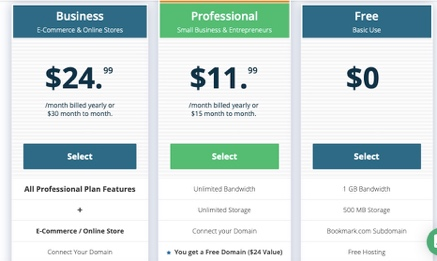 Business
E-Commerce & Online Stores
$24.99
/month billed yearly or
$30 month to month.
Select
All Professional Plan Features
+
E-Commerce / Online Store
Connect Your Domain
Professional
Small Business & Entrepreneurs
$11.99
/month billed yearly or
$15 month to month.
Select
Unlimited Bandwidth
Unlimited Storage
Connect your Domain
You get a Free Domain ($24 Value)
Free
Basic Use
$0
Select
1 GB Bandwidth
500 MB Storage
Bookmark.com Subdomain
Free Hosting